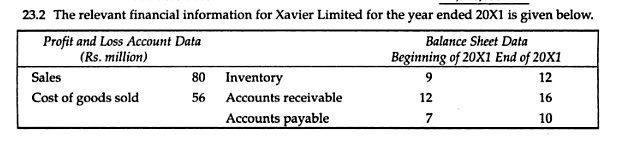 23.2 The relevant financial information for Xavier Limited for the year ended 20X1 is given below.
Profit and Loss Account Data Balance Sheet Data
(Rs. million) Beginning of 20X1 End of 20X1
Sales 80 Inventory 9 12
Cost of goods sold 56 Accounts receivable 12 16
Accounts payable 7 10